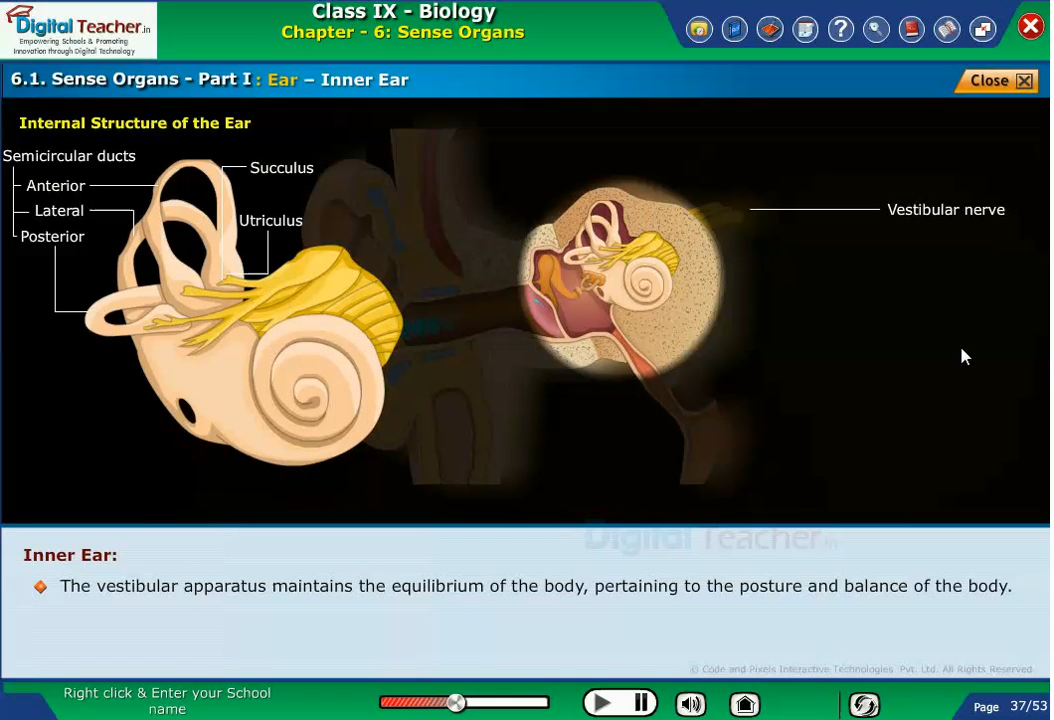 Digital Teacher.in
Empowering Schools & Promoting
Innovation through Digital Technology
Class IX - Biology
Chapter - 6: Sense Organs
6.1. Sense Organs - Part I : Ear – Inner Ear
Close
Internal Structure of the Ear
Semicircular ducts
Anterior
Lateral
Posterior
Succulus
Utriculus
Vestibular nerve
Digital Teacher.in
Inner Ear:
The vestibular apparatus maintains the equilibrium of the body, pertaining to the posture and balance of the body.
© Code and Pixels Interactive Technologies. Pvt. Ltd. All Rights Reserved.
Right click & Enter your School
name
Page 37/53